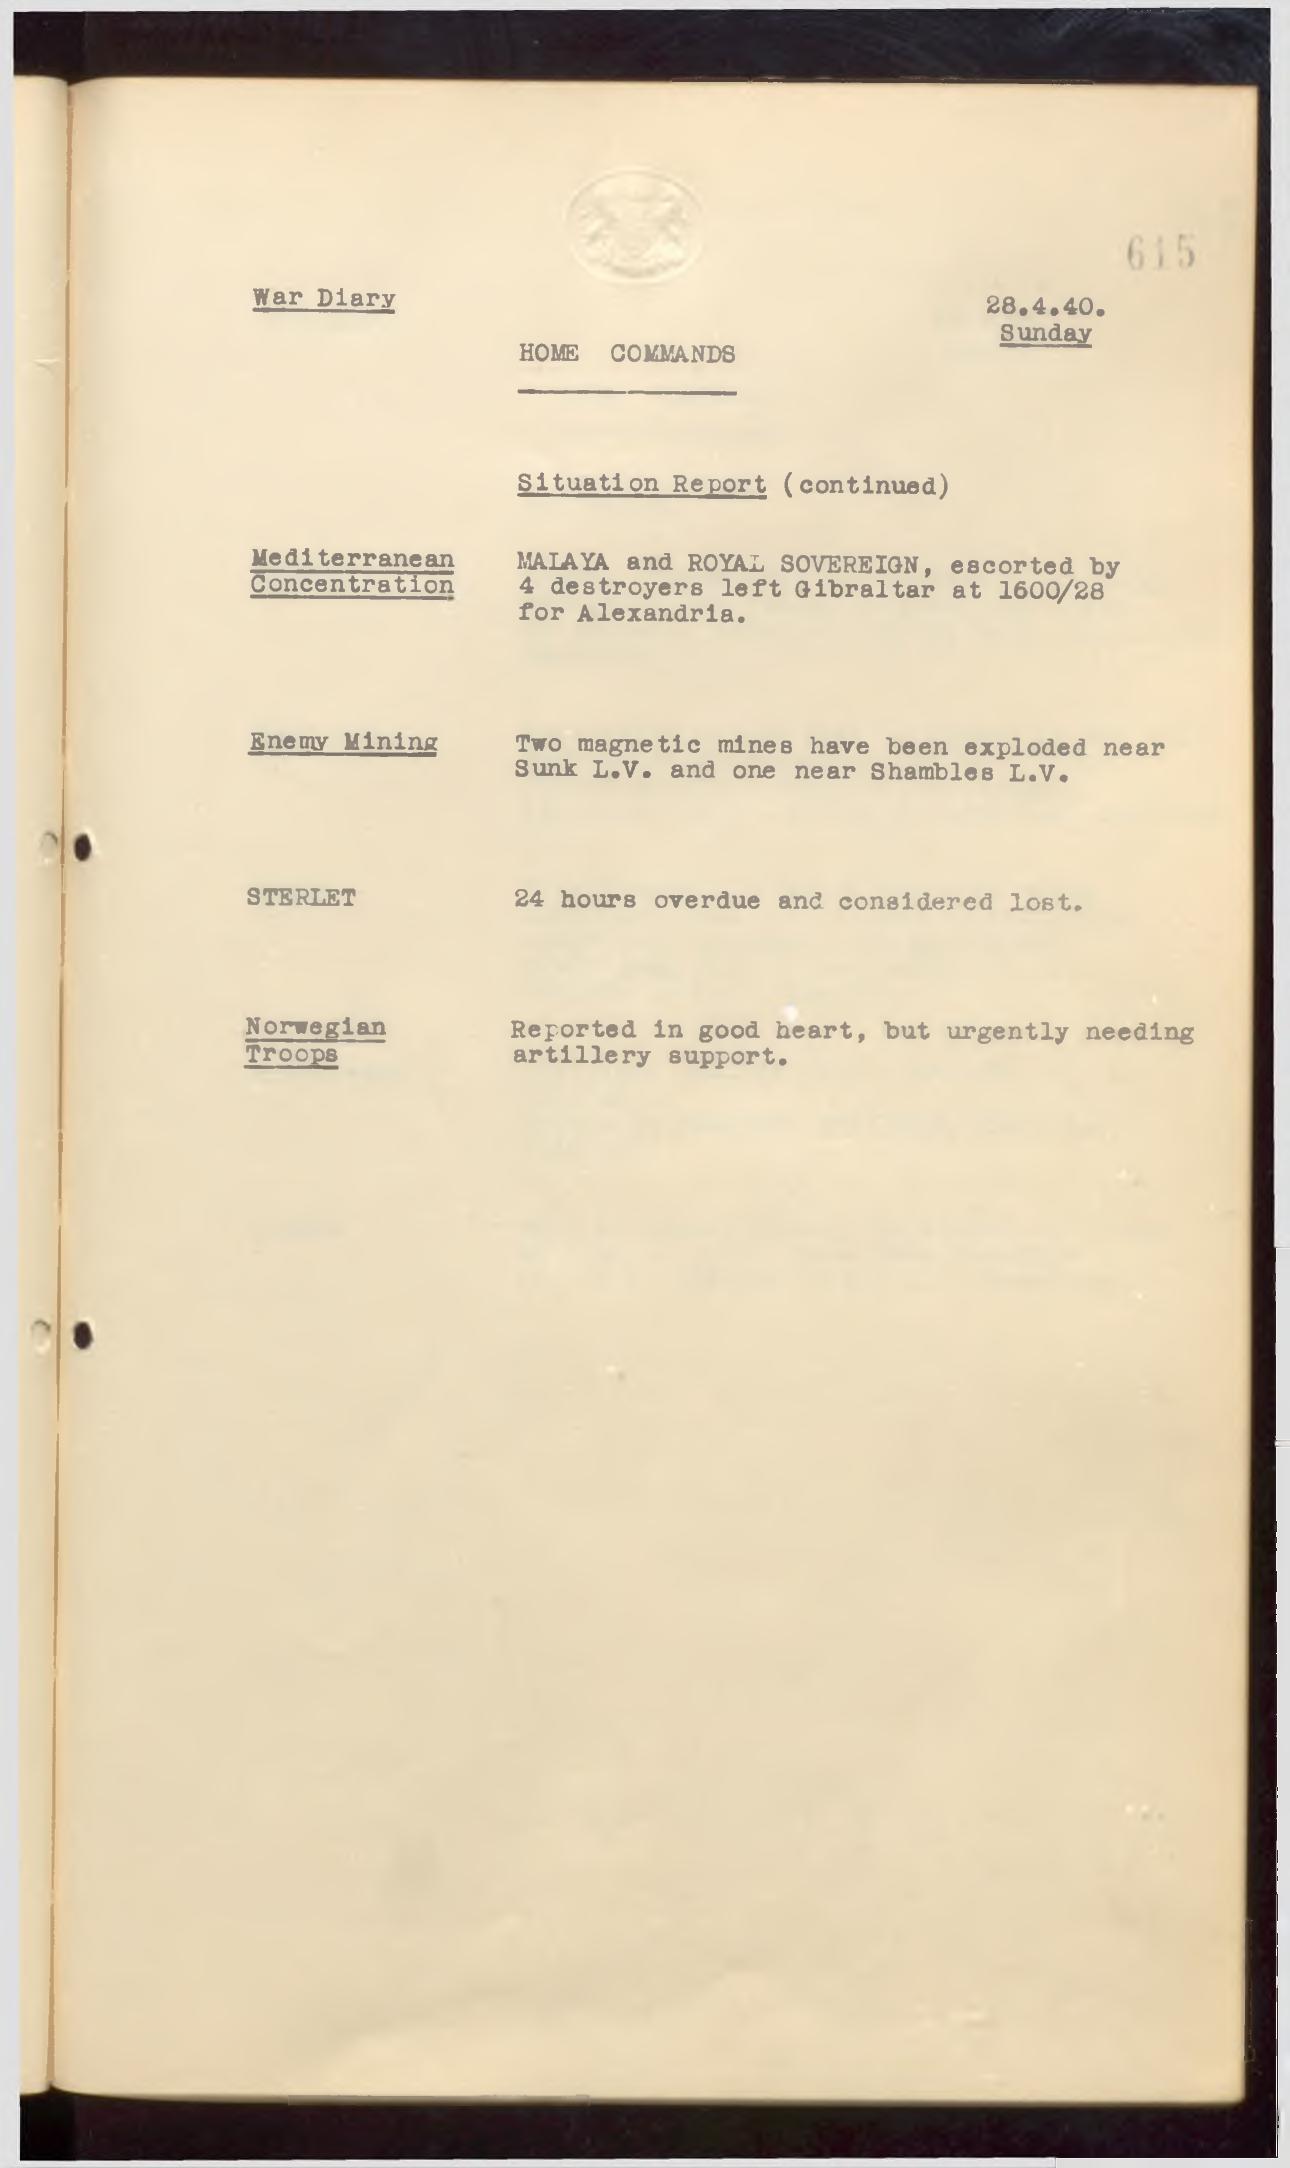 615
War Diary
28.4.40.
Sunday
HOME COMMANDS
Situation Report (continued)
Mediterranean
Concentration
MALAYA and ROYAL SOVEREIGN, escorted by
4 destroyers left Gibraltar at 1600/28
for Alexandria.
Enemy Mining
Two magnetic mines have been exploded near
Sunk L.V. and one near Shambles L.V.
STERLET
24 hours overdue and considered lost.
Norwegian
Troops
Reported in good heart, but urgently needing
artillery support.